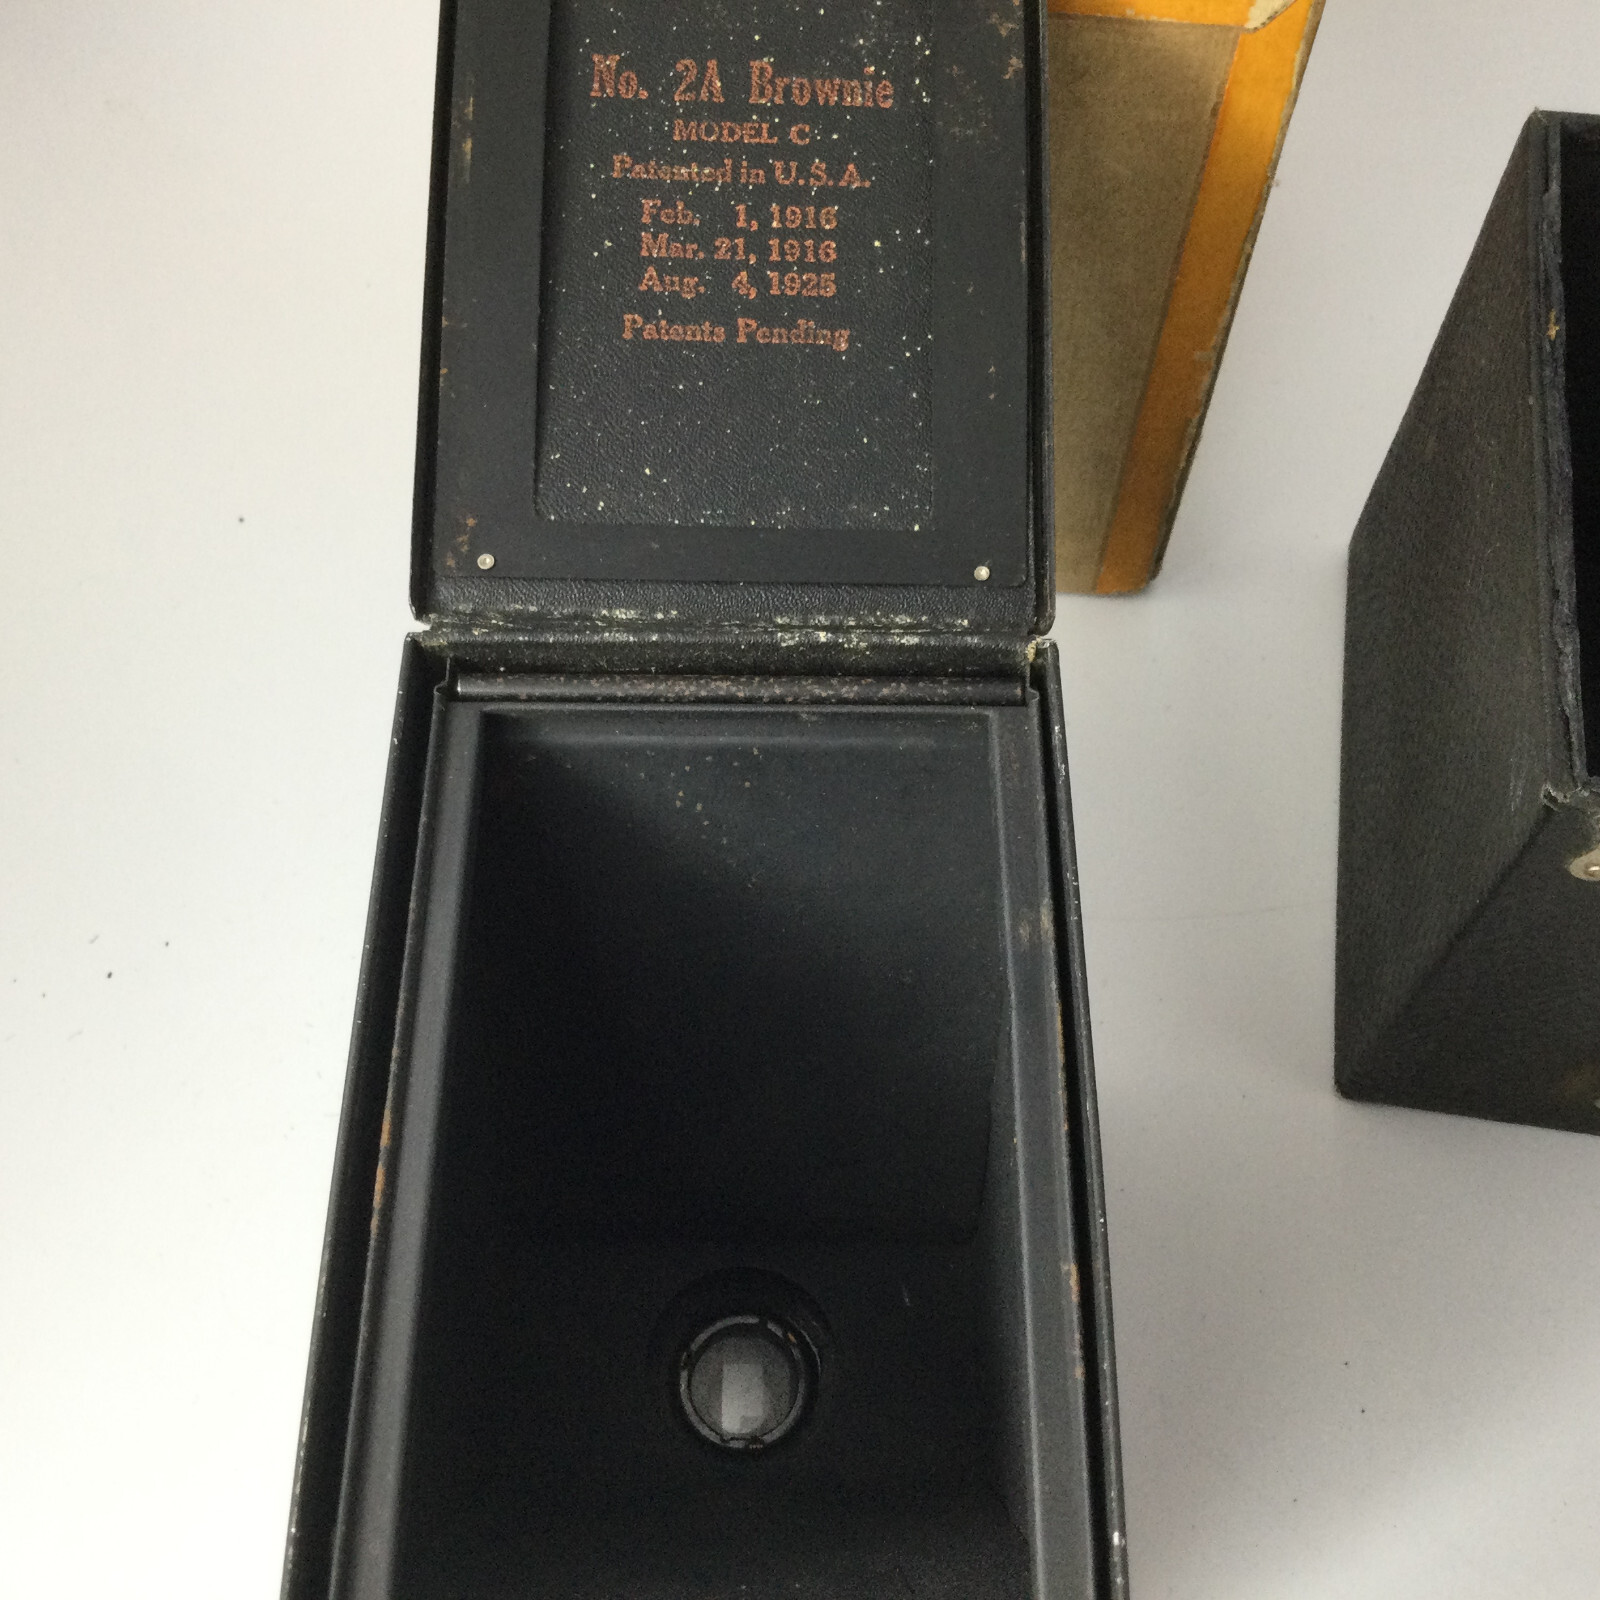 No. 2A Brownie
MODEL C
Patented in U.S.A.
Feb. 1, 1916
Mar. 21, 1916
Aug. 4, 1925
Patents Pending